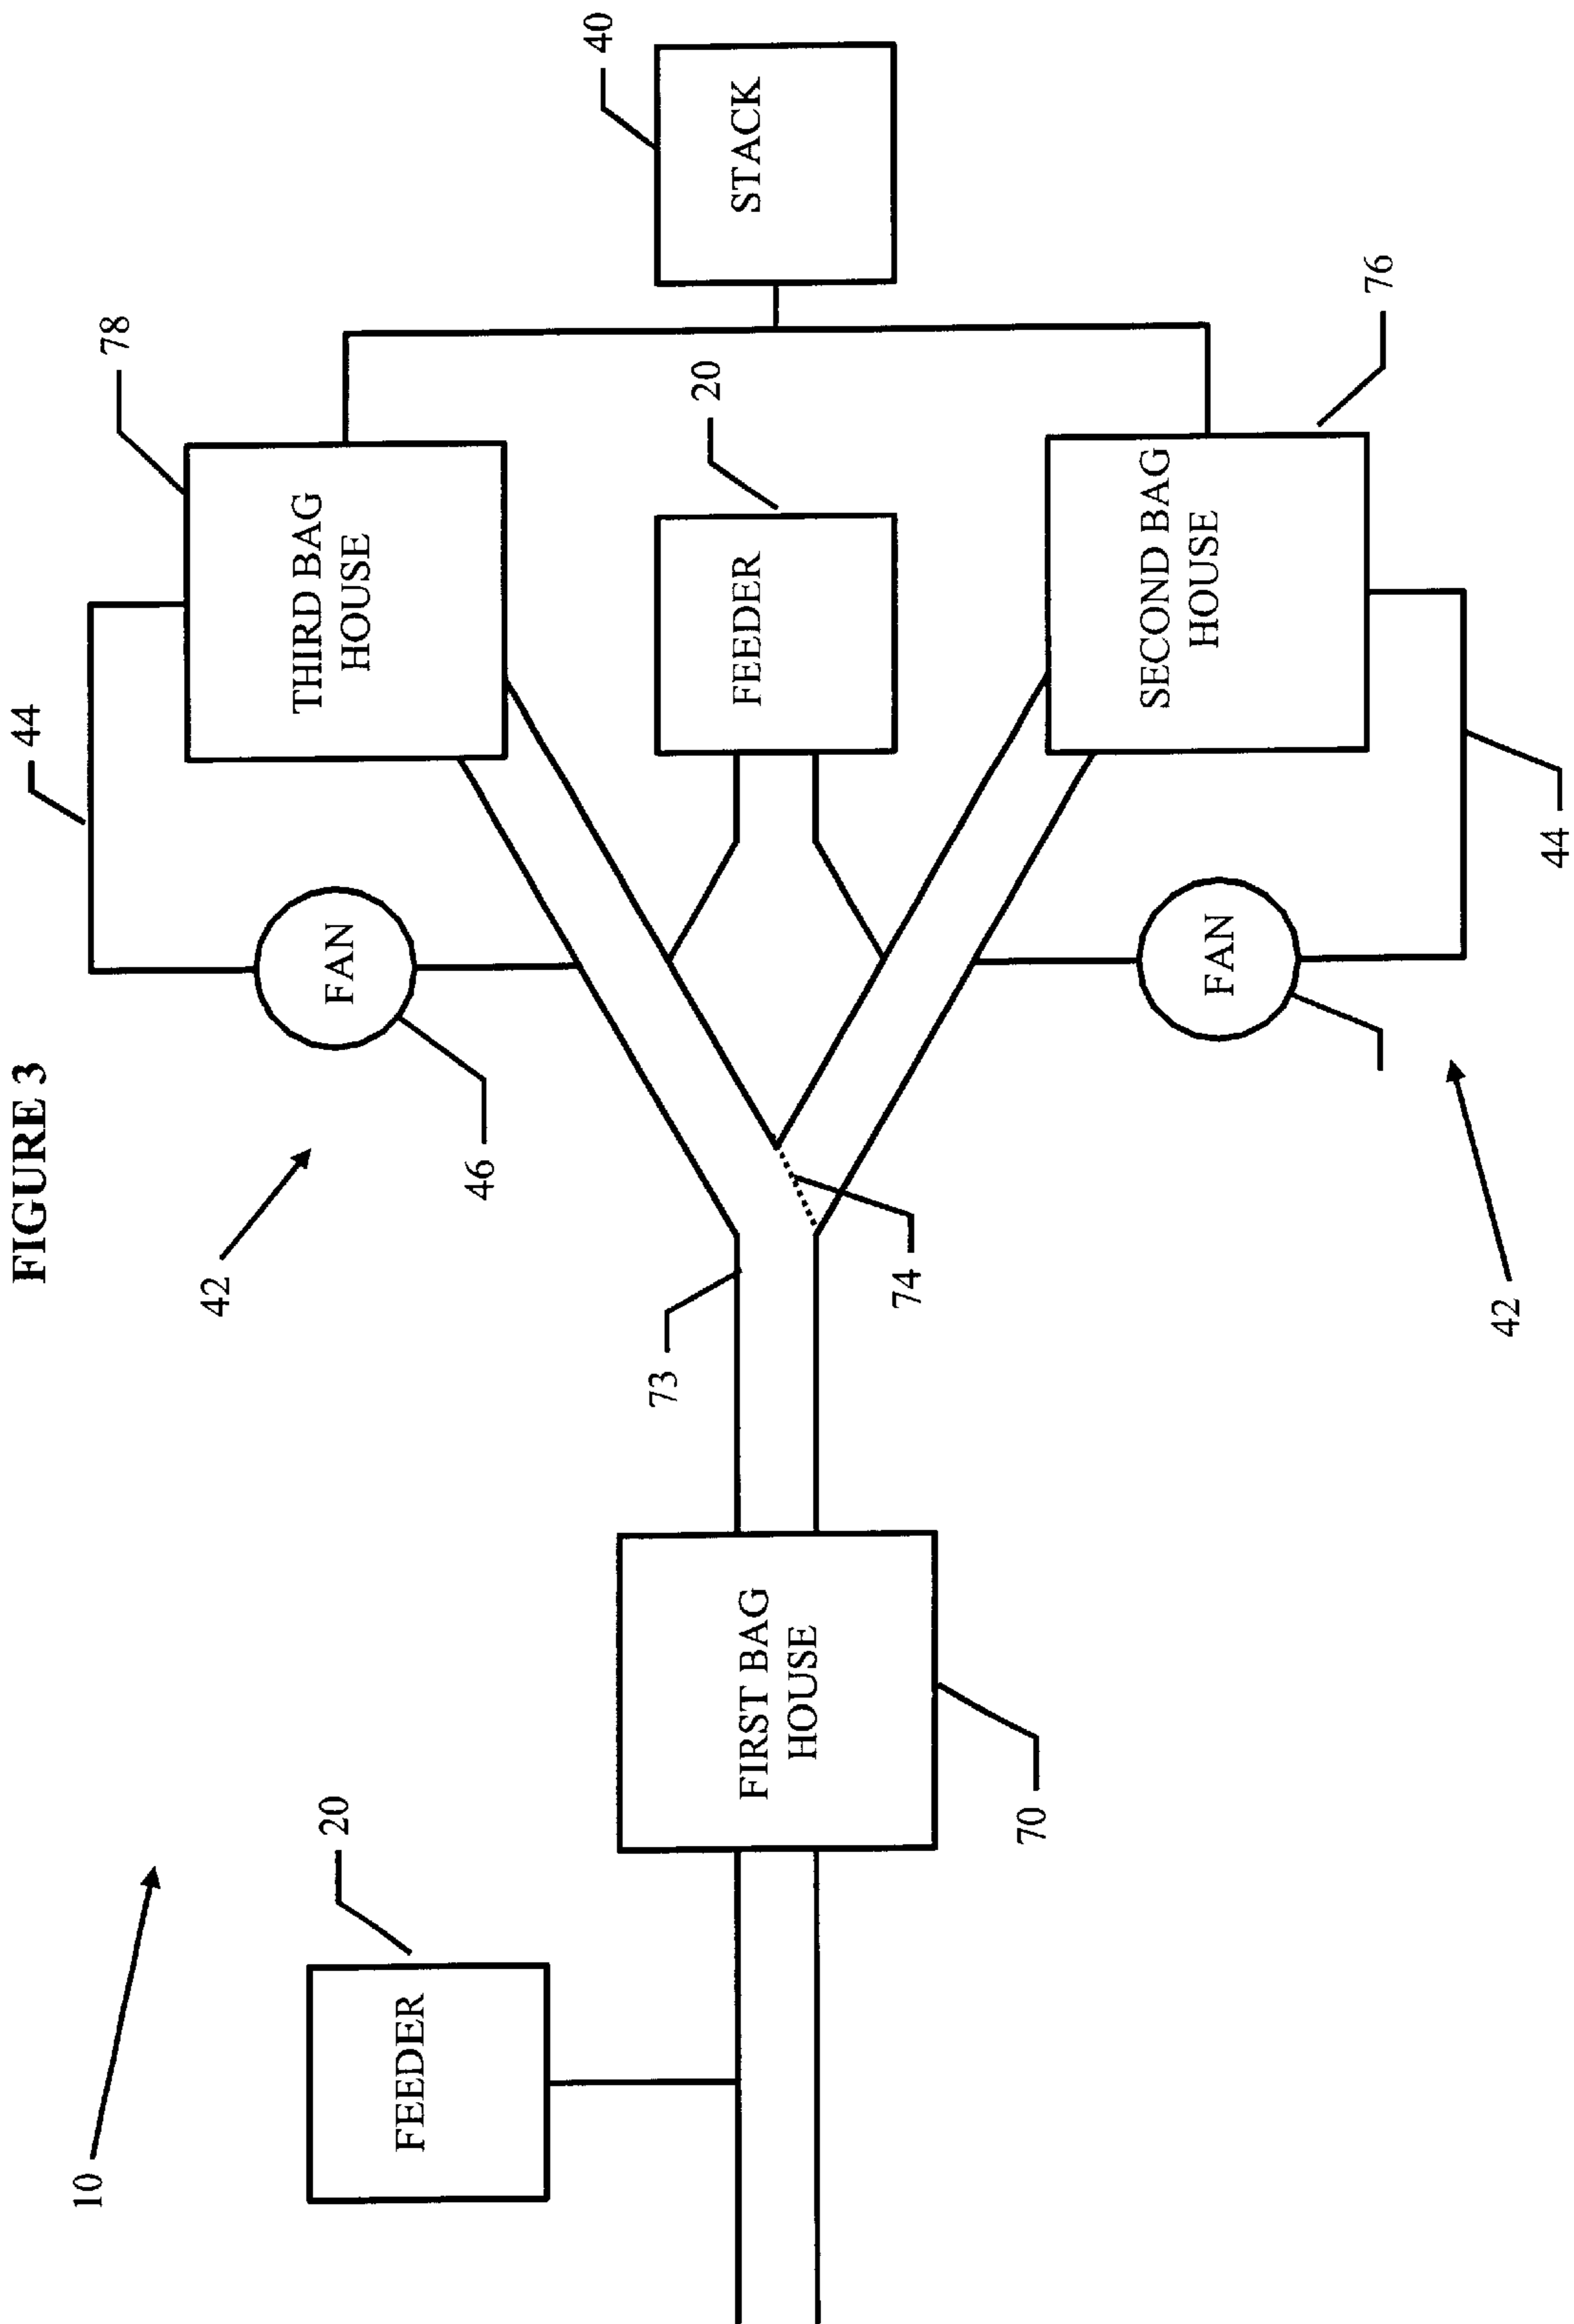 FIGURE 3
10
20
FEEDER
FIRST BAG
HOUSE
70
73
74
42
46
FAN
44
THIRD BAG
HOUSE
78
20
FEEDER
STACK
40
SECOND BAG
HOUSE
76
FAN
44
42